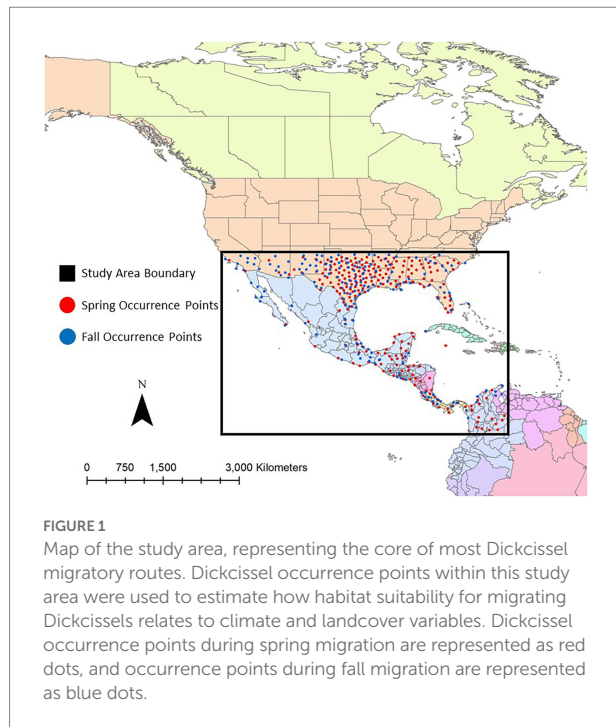 Study Area Boundary
Spring Occurrence Points
Fall Occurrence Points
N
0 750 1,500 3,000 Kilometers
FIGURE 1
Map of the study area, representing the core of most Dickcissel
migratory routes. Dickcissel occurrence points within this study
area were used to estimate how habitat suitability for migrating
Dickcissels relates to climate and landcover variables. Dickcissel
occurrence points during spring migration are represented as red
dots, and occurrence points during fall migration are represented
as blue dots.